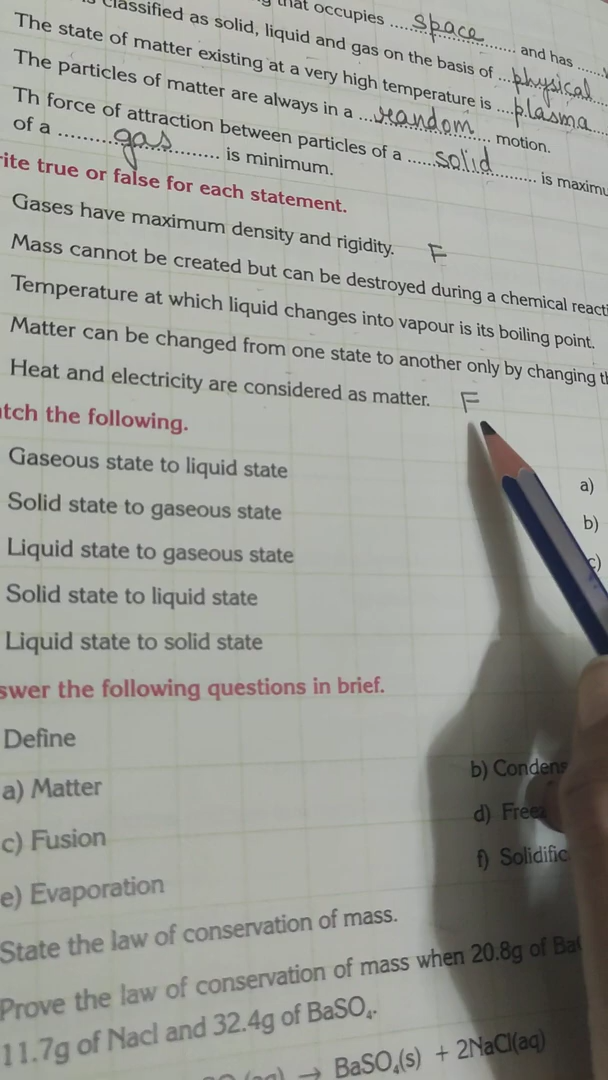 that occupies ........ space ............... and has .......
classified as solid, liquid and gas on the basis of ... physical ...
The state of matter existing at a very high temperature is .... plasma ....
The particles of matter are always in a ... random ... motion.
Th force of attraction between particles of a ...... solid ......... is maximu
of a .......... gas ............ is minimum.
rite true or false for each statement.
Gases have maximum density and rigidity. F
Mass cannot be created but can be destroyed during a chemical reacti
Temperature at which liquid changes into vapour is its boiling point.
Matter can be changed from one state to another only by changing th
Heat and electricity are considered as matter. F
atch the following.
Gaseous state to liquid state a)
Solid state to gaseous state b)
Liquid state to gaseous state c)
Solid state to liquid state
Liquid state to solid state
swer the following questions in brief.
Define
a) Matter b) Condens
c) Fusion d) Free
e) Evaporation f) Solidific
State the law of conservation of mass.
Prove the law of conservation of mass when 20.8g of Ba
11.7g of Nacl and 32.4g of BaSO₄.
→ BaSO₄(s) + 2NaCl(aq)